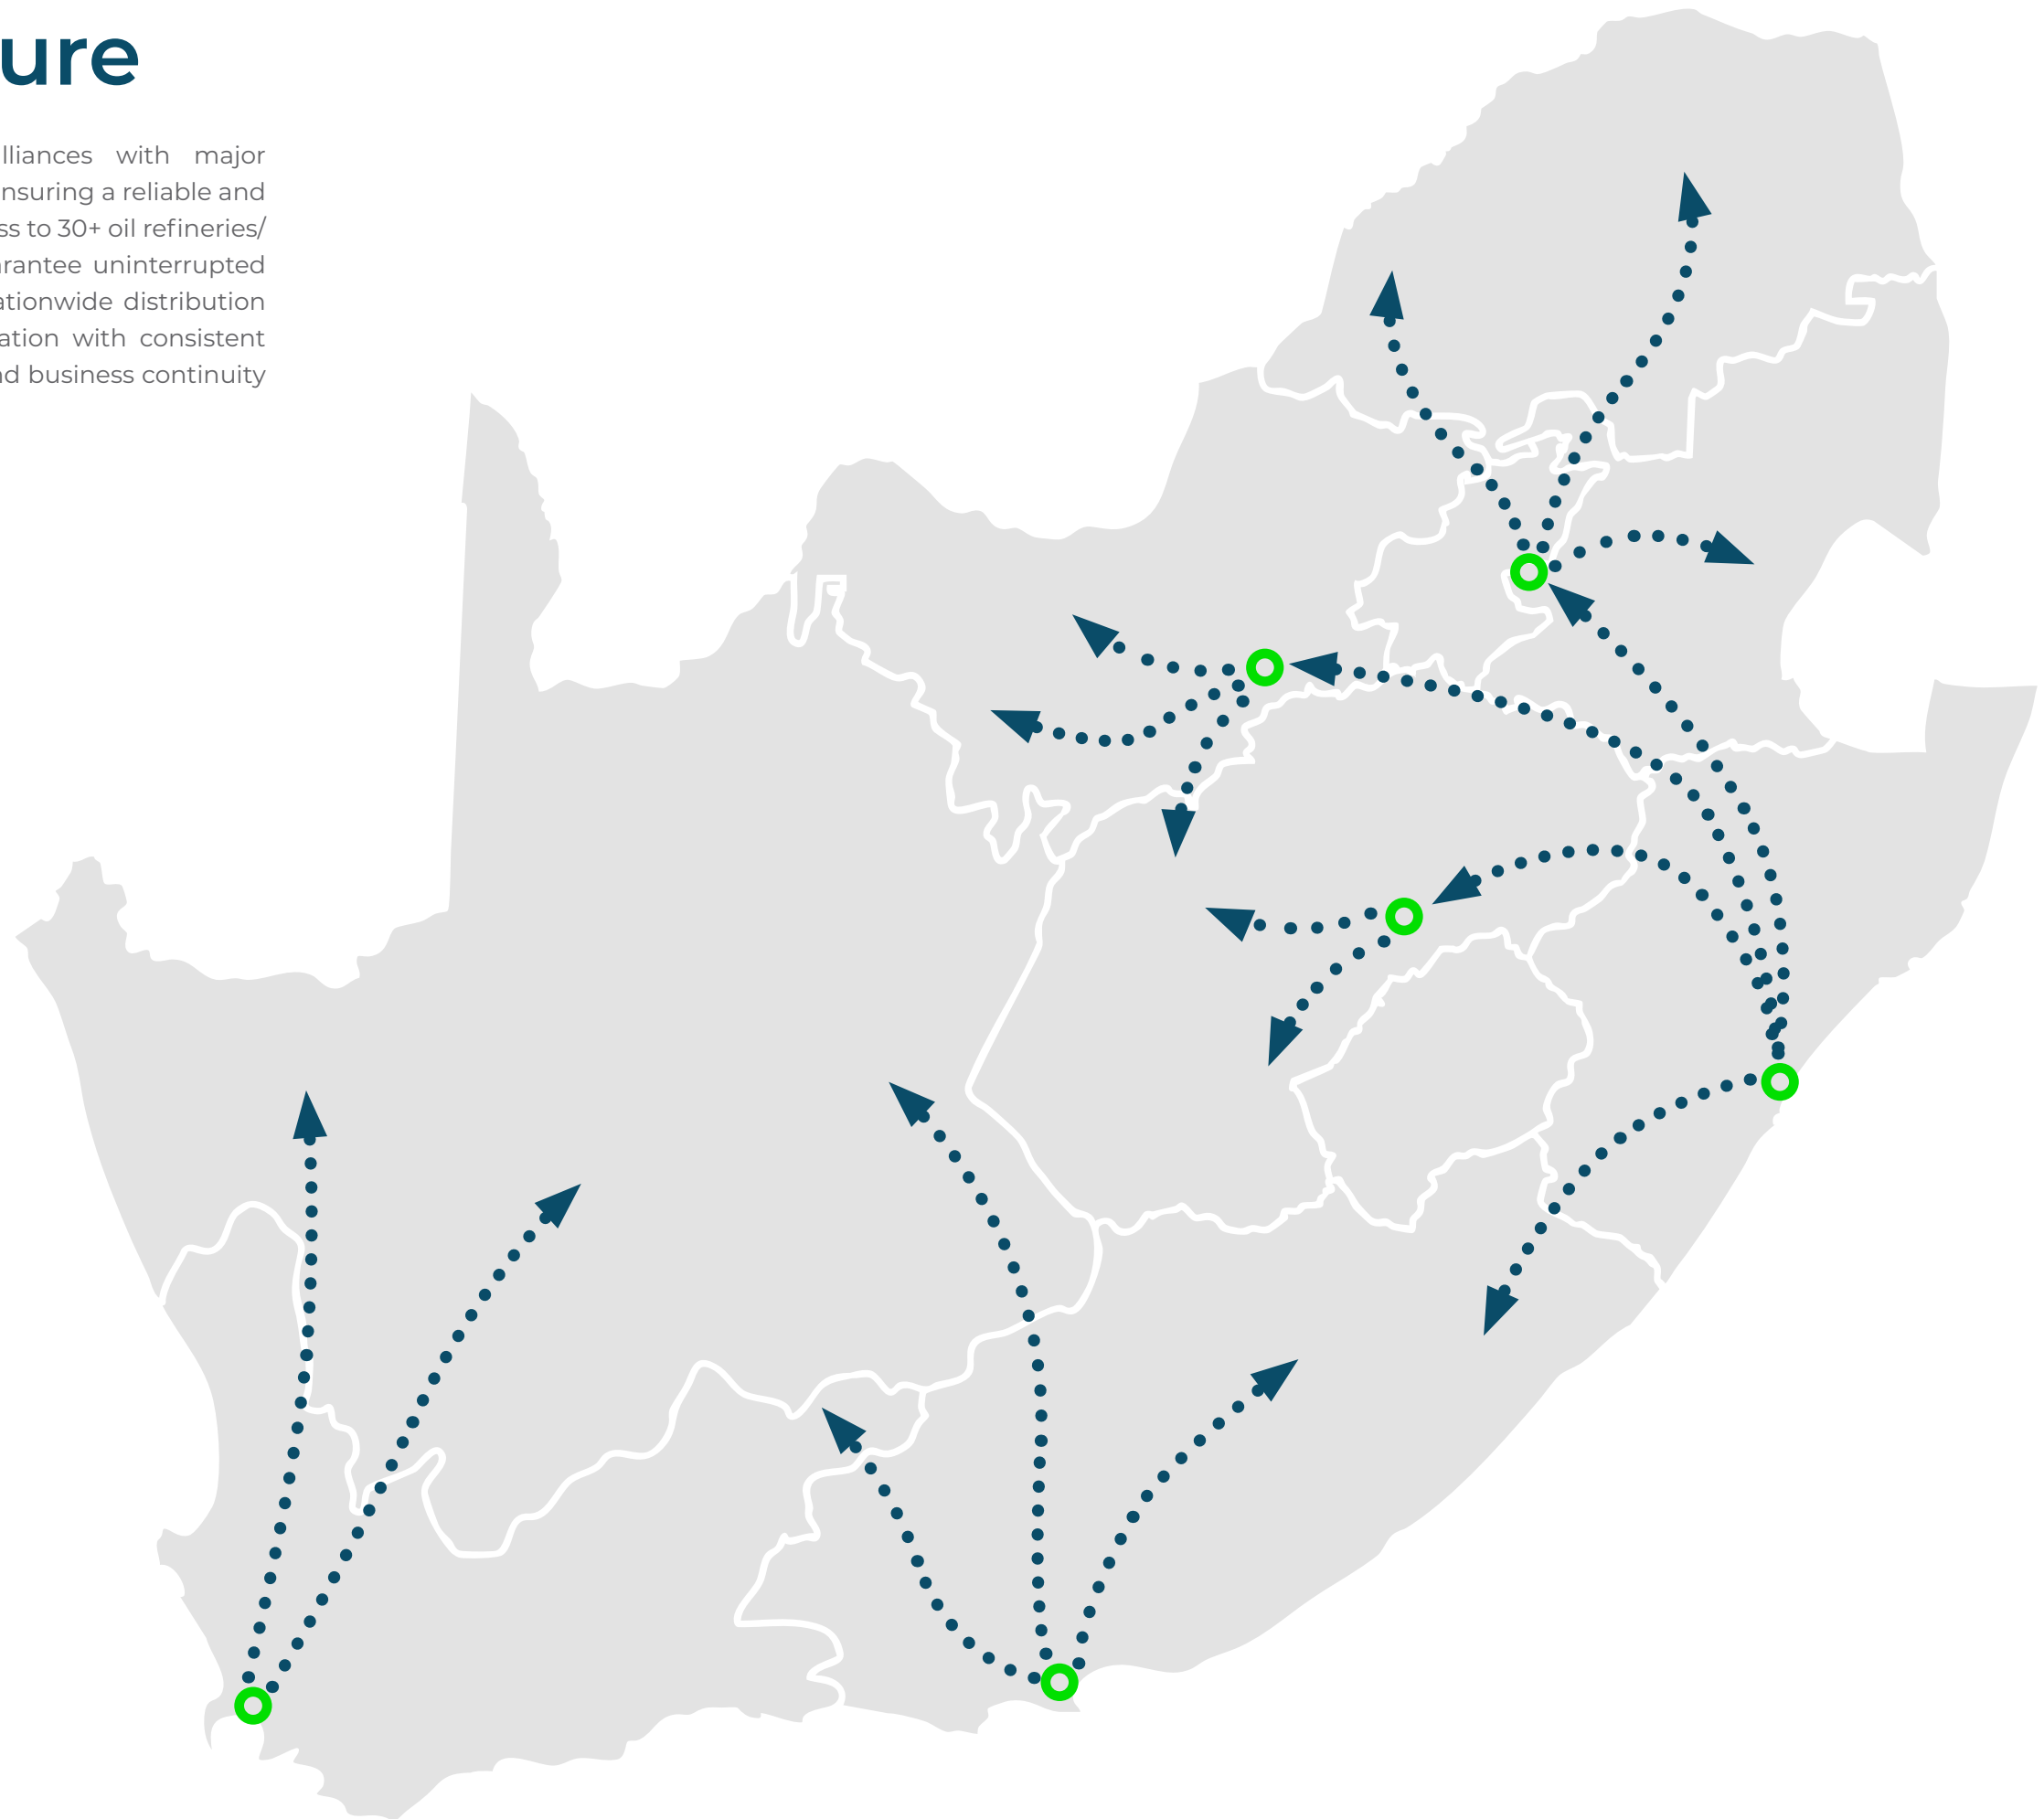 ure
lliances with major
nsuring a reliable and
ss to 30+ oil refineries/
rantee uninterrupted
ationwide distribution
ation with consistent
nd business continuity